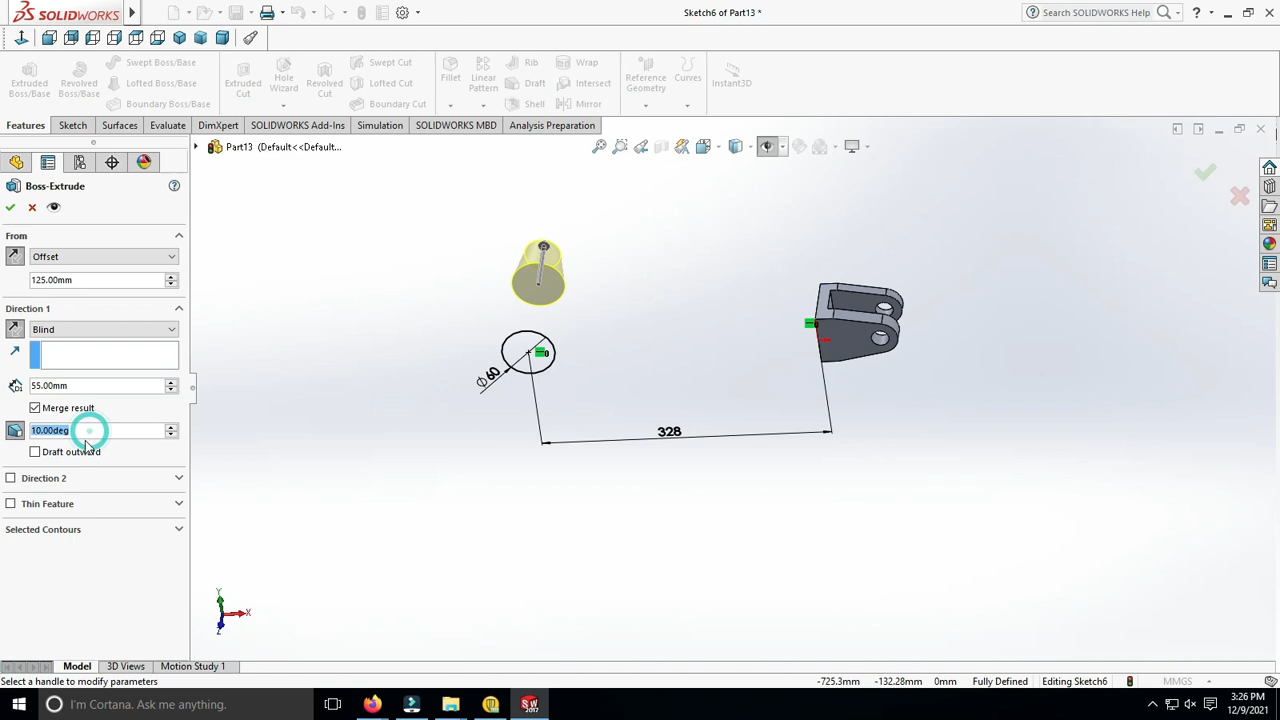 SOLIDWORKS
Sketch6 of Part13 *
Search SOLIDWORKS Help
Extruded Boss/Base
Revolved Boss/Base
Swept Boss/Base
Lofted Boss/Base
Boundary Boss/Base
Extruded Cut
Hole Wizard
Revolved Cut
Swept Cut
Lofted Cut
Boundary Cut
Fillet
Linear Pattern
Rib
Draft
Shell
Wrap
Intersect
Mirror
Reference Geometry
Curves
Instant3D
Features
Sketch
Surfaces
Evaluate
DimXpert
SOLIDWORKS Add-Ins
Simulation
SOLIDWORKS MBD
Analysis Preparation
Part13 (Default<<Default...
Boss-Extrude
From
Offset
125.00mm
Direction 1
Blind
55.00mm
Merge result
10.00deg
Draft outward
Direction 2
Thin Feature
Selected Contours
Ø60
328
Y
X
Z
Model
3D Views
Motion Study 1
Select a handle to modify parameters
-725.3mm
-132.28mm
0mm
Fully Defined
Editing Sketch6
MMGS
I'm Cortana. Ask me anything.
SW
2017
3:26 PM
12/9/2021